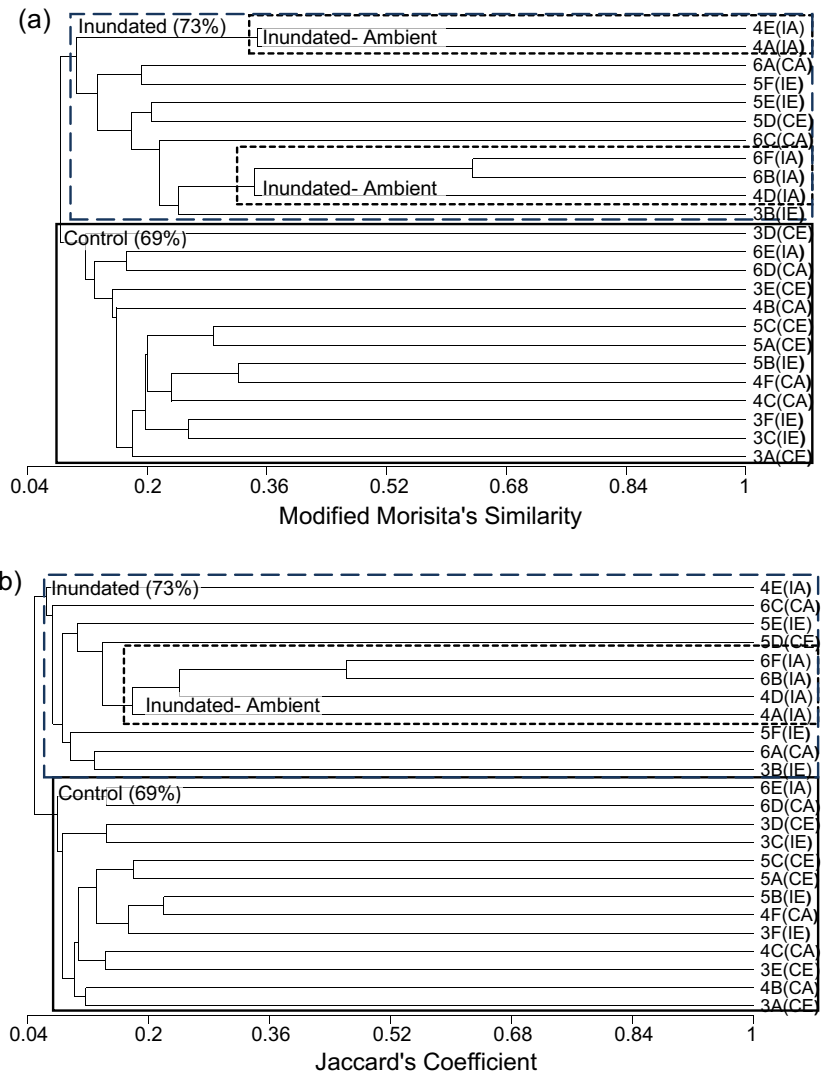 (a)
Inundated (73%)
4E(IA)
Inundated- Ambient
4A(IA)
6A(CA)
5F(IE)
5E(IE)
5D(CE)
6C(CA)
6F(IA)
6B(IA)
Inundated- Ambient
4D(IA)
3B(IE)
3D(CE)
Control (69%)
6E(IA)
6D(CA)
3E(CE)
4B(CA)
5C(CE)
5A(CE)
5B(IE)
4F(CA)
4C(CA)
3F(IE)
3C(IE)
3A(CE)
0.04 0.2 0.36 0.52 0.68 0.84 1
Modified Morisita's Similarity
b)
Inundated (73%)
4E(IA)
6C(CA)
5E(IE)
5D(CE)
6F(IA)
6B(IA)
4D(IA)
Inundated- Ambient
4A(IA)
5F(IE)
6A(CA)
3B(IE)
6E(IA)
Control (69%)
6D(CA)
3D(CE)
3C(IE)
5C(CE)
5A(CE)
5B(IE)
4F(CA)
3F(IE)
4C(CA)
3E(CE)
4B(CA)
3A(CE)
0.04 0.2 0.36 0.52 0.68 0.84 1
Jaccard's Coefficient